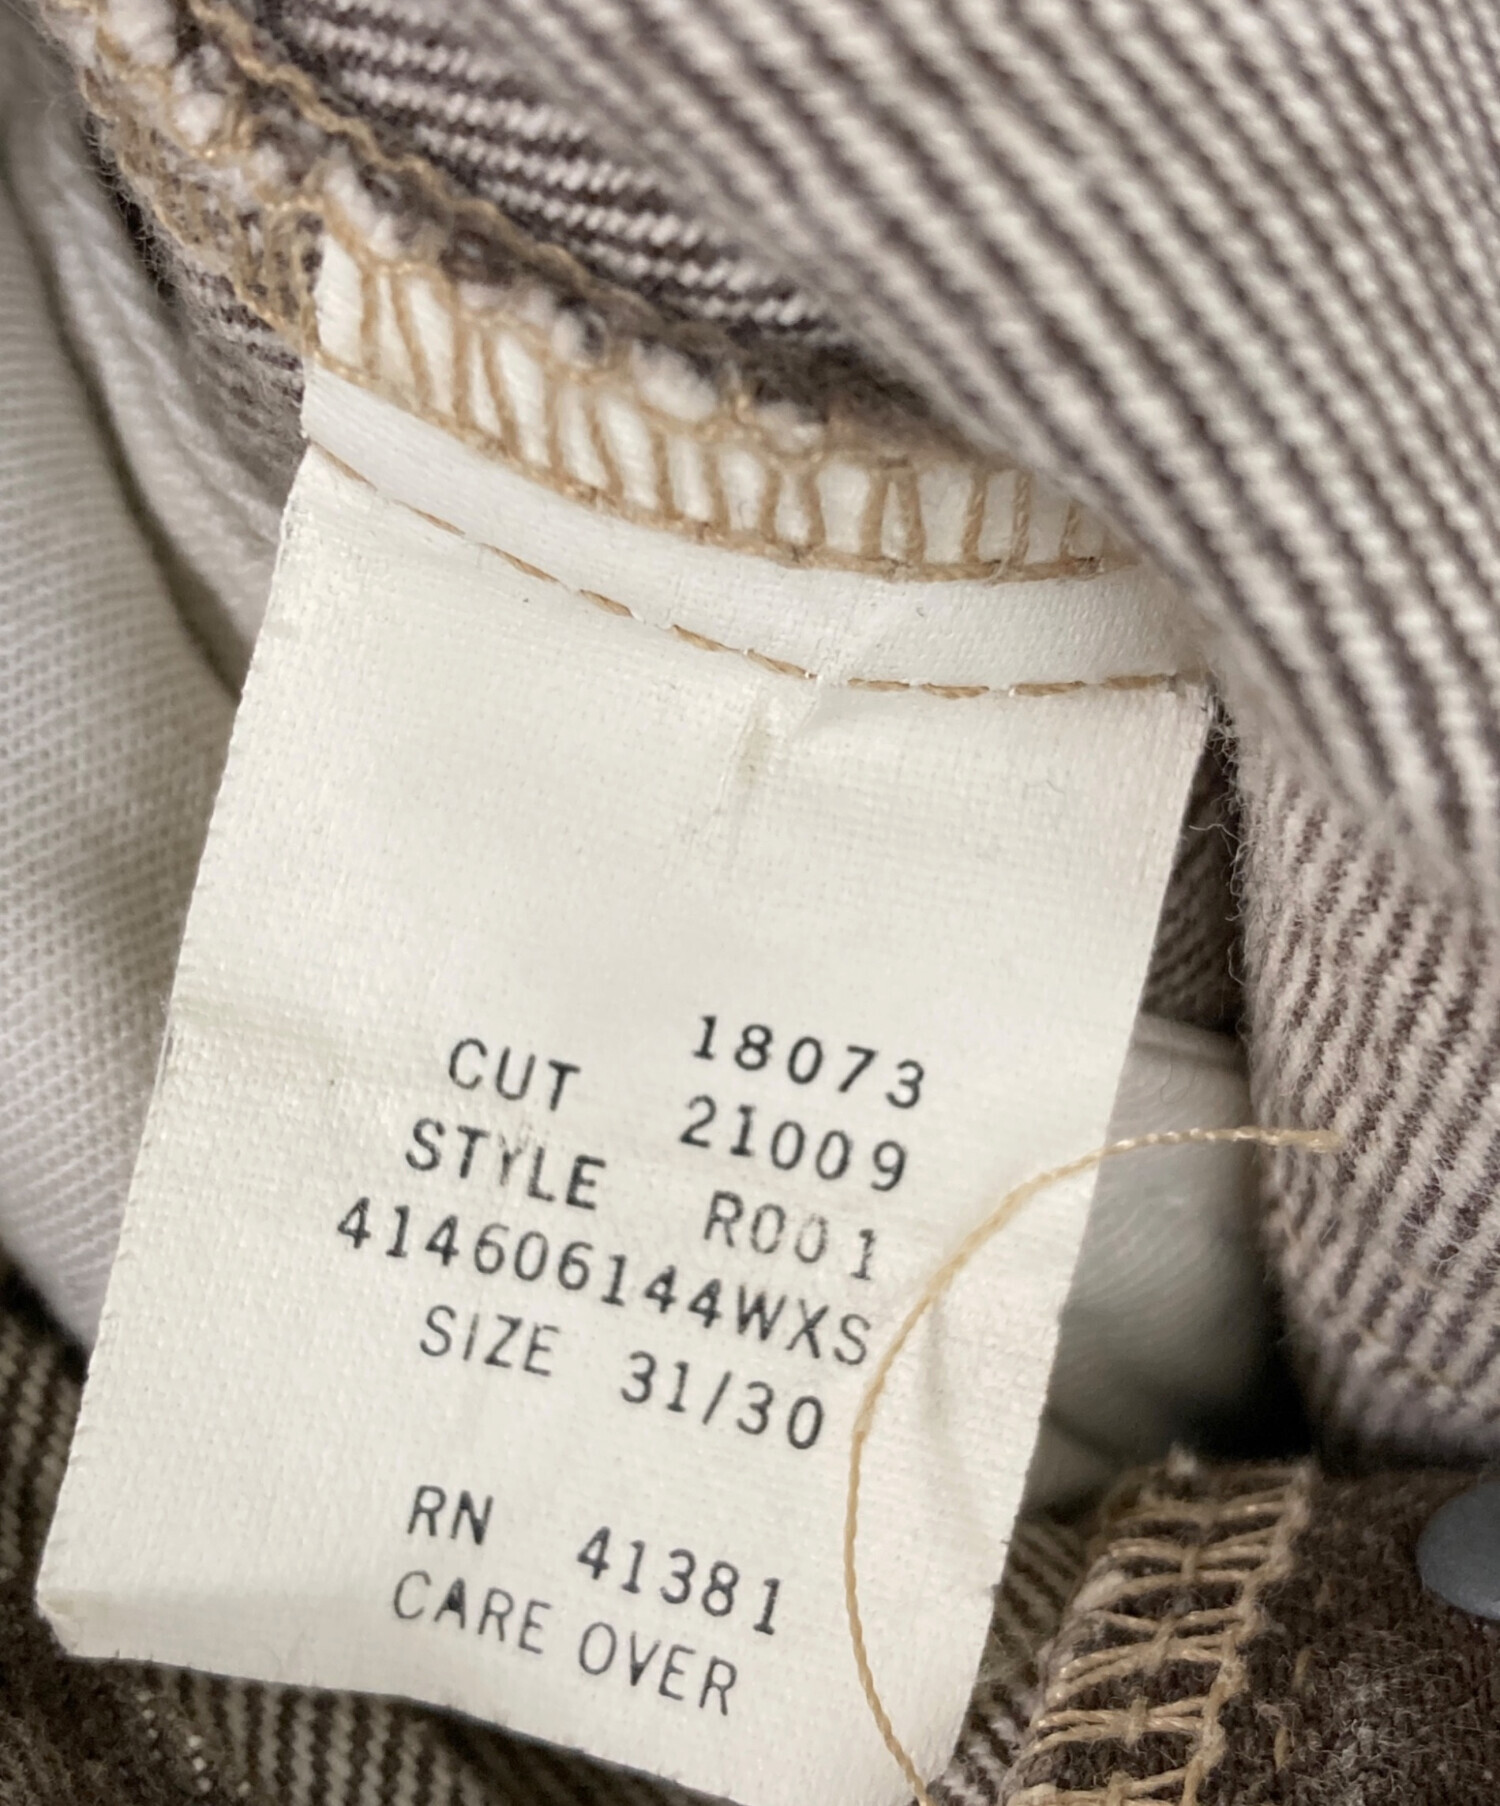 18073
CUT 21009
STYLE R001
414606144WXS
SIZE 31/30
RN 41381
CARE OVER